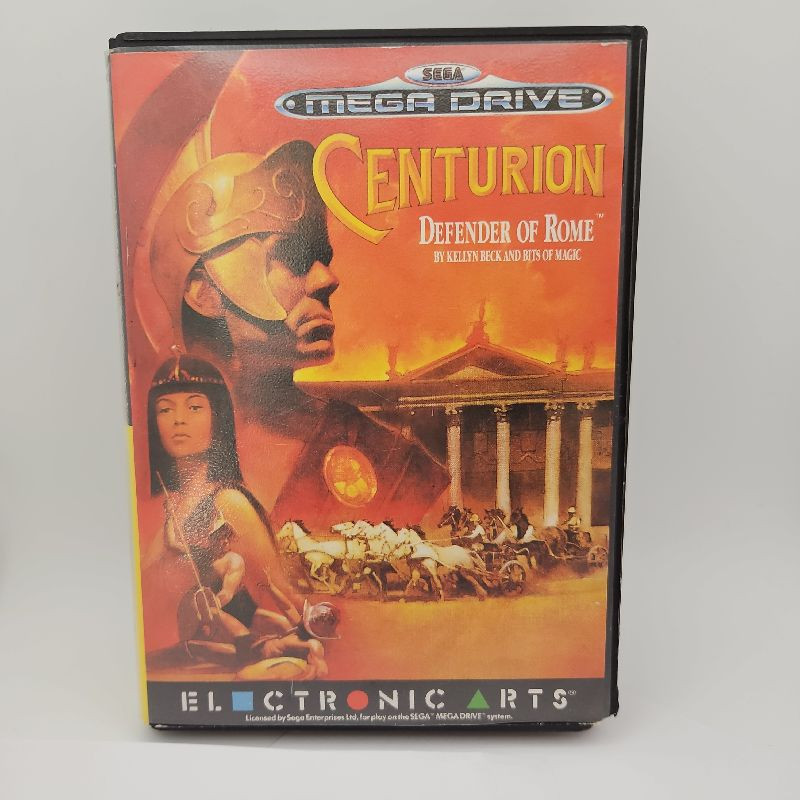 SEGA
MEGA DRIVE
CENTURION
DEFENDER OF ROME™
BY KELLYN BECK AND BITS OF MAGIC
ELECTRONIC ARTS®
Licensed by Sega Enterprises Ltd, for play on the SEGA™ MEGA DRIVE™ system.